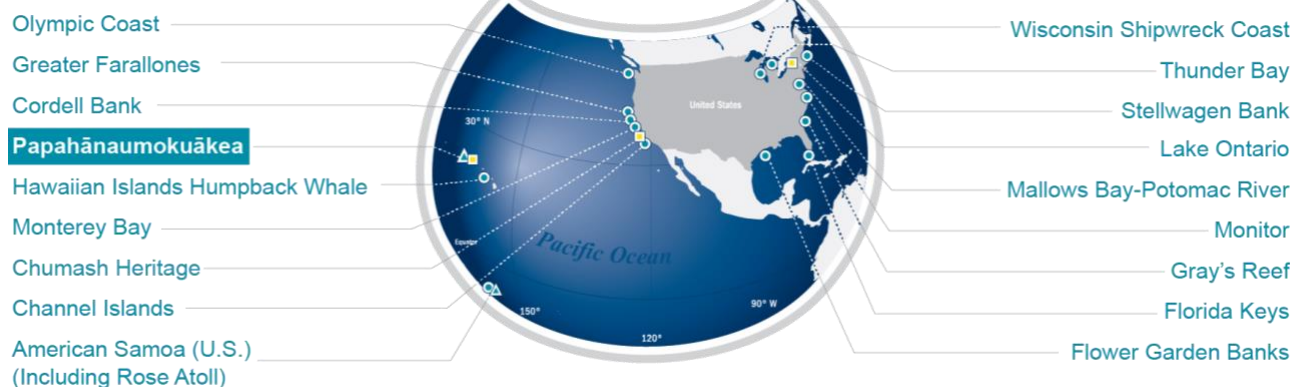 Olympic Coast
Greater Farallones
Cordell Bank
Papahānaumokuākea
Hawaiian Islands Humpback Whale
Monterey Bay
Chumash Heritage
Channel Islands
American Samoa (U.S.)
(Including Rose Atoll)
United States
30° N
Equator
Pacific Ocean
150°
120°
90° W
Wisconsin Shipwreck Coast
Thunder Bay
Stellwagen Bank
Lake Ontario
Mallows Bay-Potomac River
Monitor
Gray's Reef
Florida Keys
Flower Garden Banks